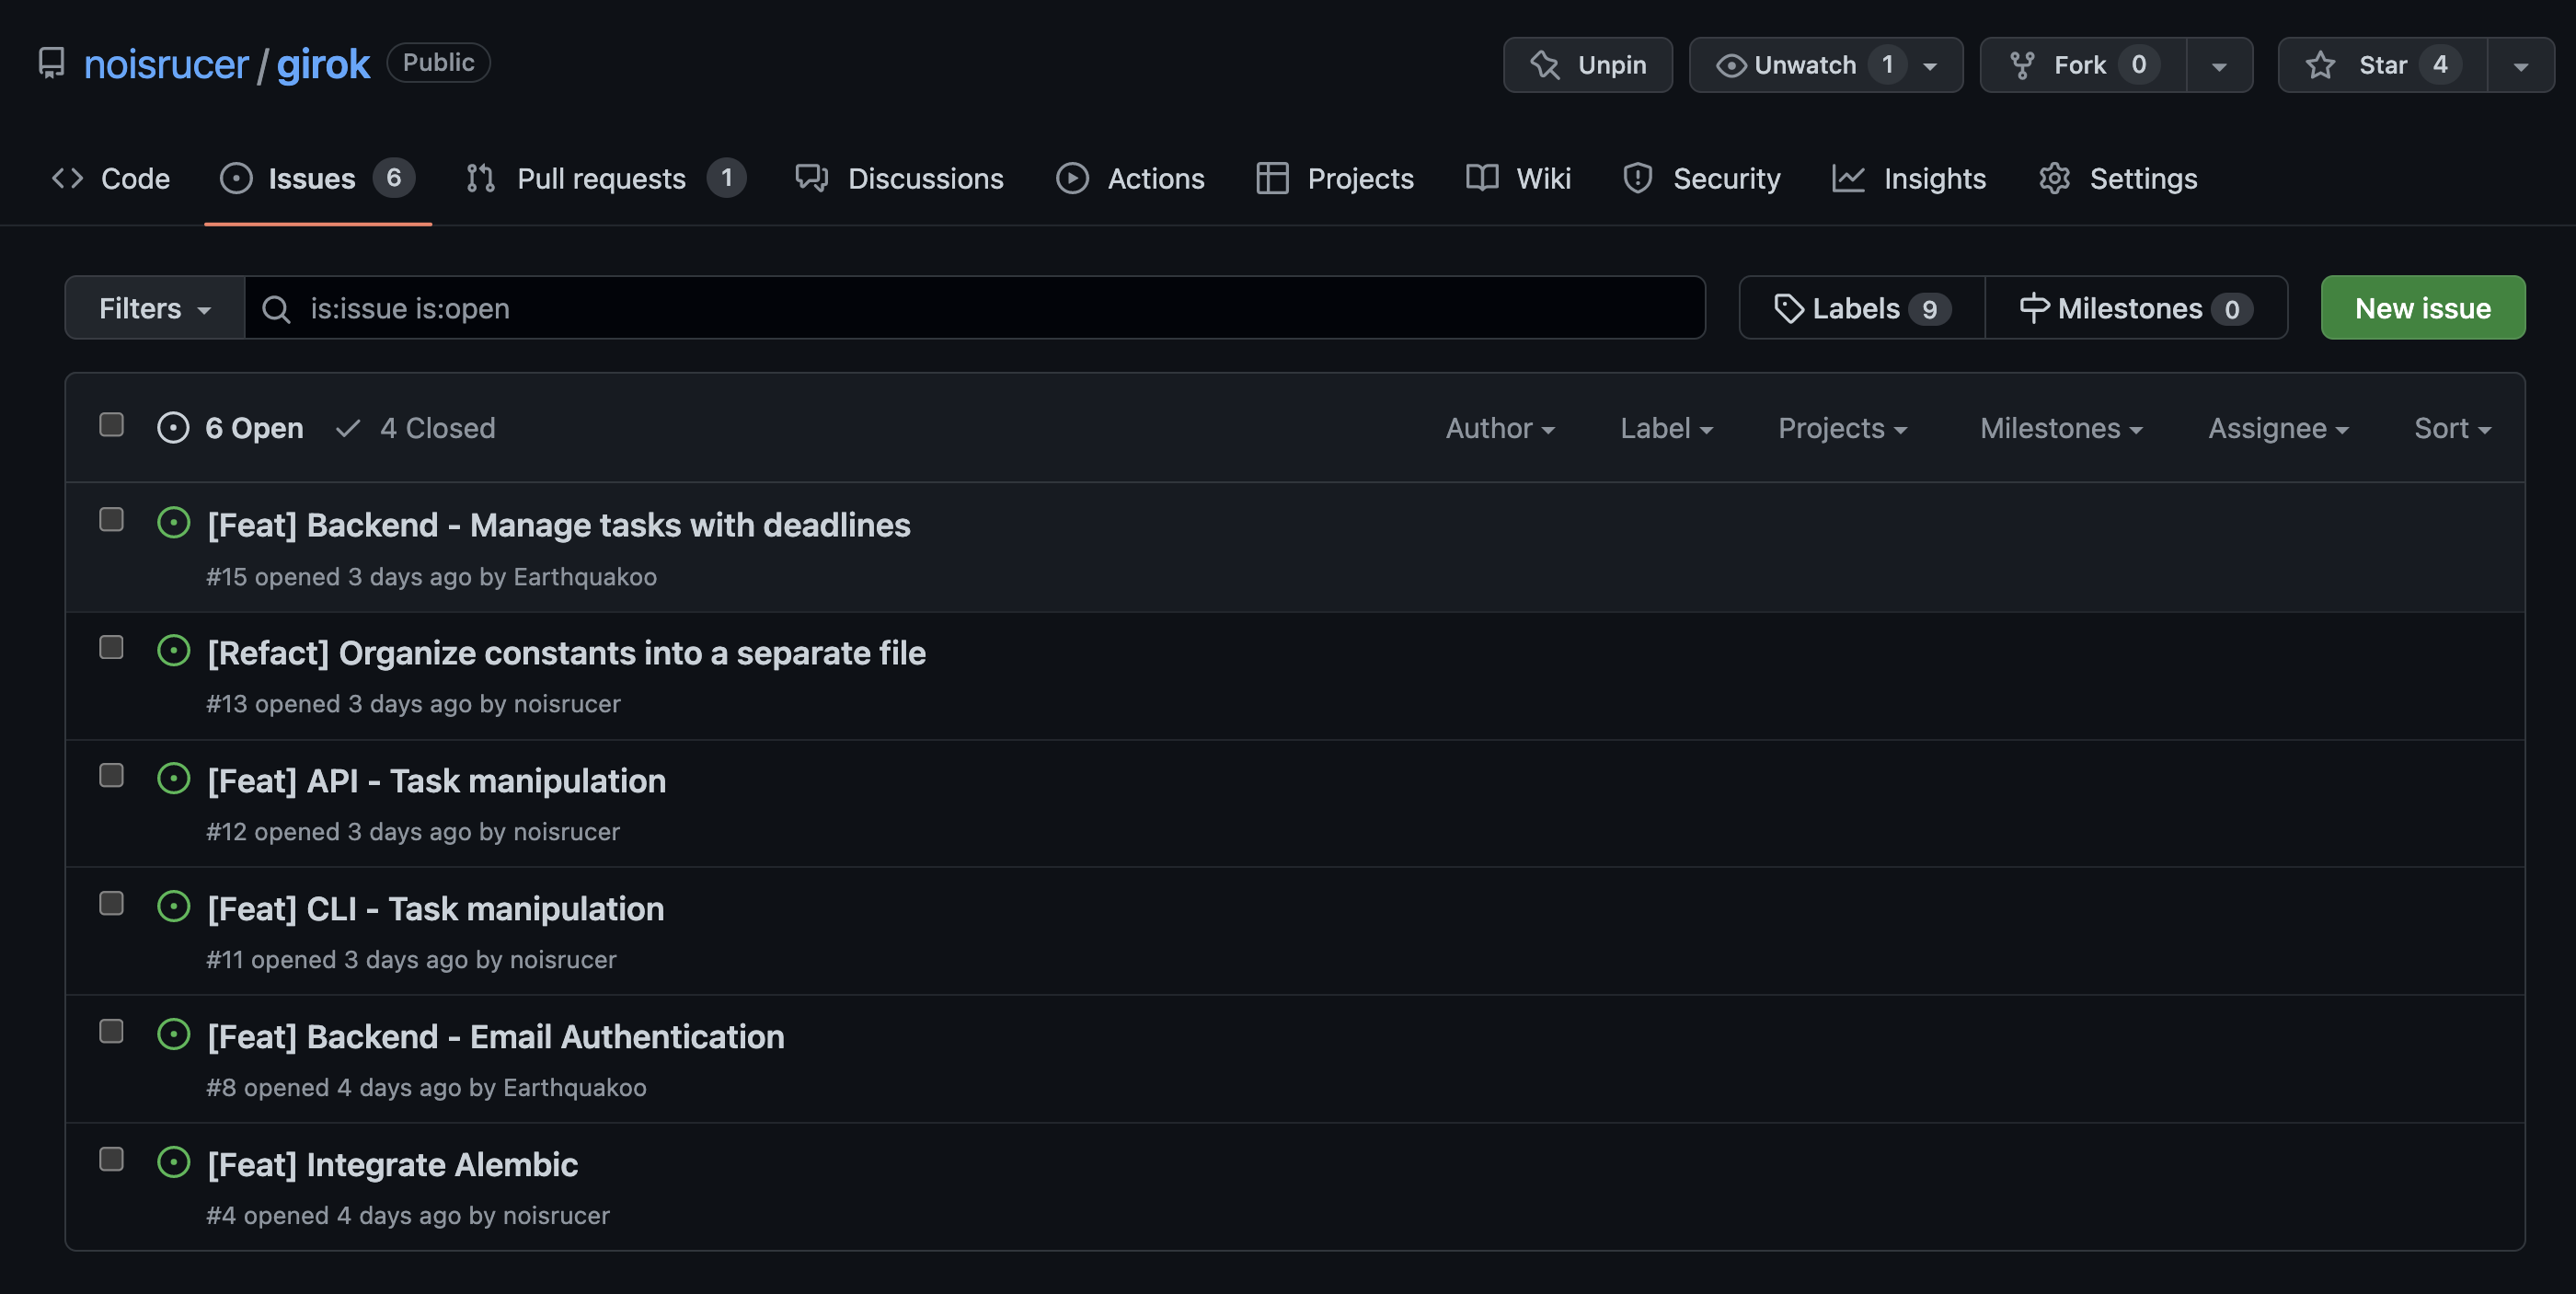 noisrucer / girok Public Unpin Unwatch 1 Fork 0 Star 4
Code Issues 6 Pull requests 1 Discussions Actions Projects Wiki Security Insights Settings
Filters is:issue is:open Labels 9 Milestones 0 New issue
6 Open 4 Closed Author Label Projects Milestones Assignee Sort
[Feat] Backend - Manage tasks with deadlines
#15 opened 3 days ago by Earthquakoo
[Refact] Organize constants into a separate file
#13 opened 3 days ago by noisrucer
[Feat] API - Task manipulation
#12 opened 3 days ago by noisrucer
[Feat] CLI - Task manipulation
#11 opened 3 days ago by noisrucer
[Feat] Backend - Email Authentication
#8 opened 4 days ago by Earthquakoo
[Feat] Integrate Alembic
#4 opened 4 days ago by noisrucer